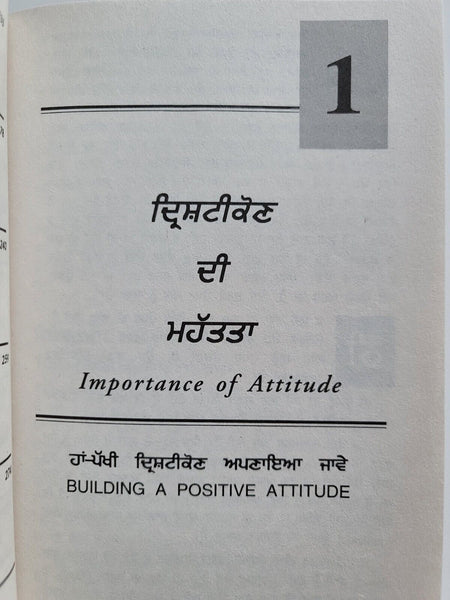 1
ਦ੍ਰਿਸ਼ਟੀਕੋਣ
ਦੀ
ਮਹੱਤਤਾ
Importance of Attitude
ਹਾਂ-ਪੱਖੀ ਦ੍ਰਿਸ਼ਟੀਕੋਣ ਅਪਣਾਇਆ ਜਾਵੇ
BUILDING A POSITIVE ATTITUDE